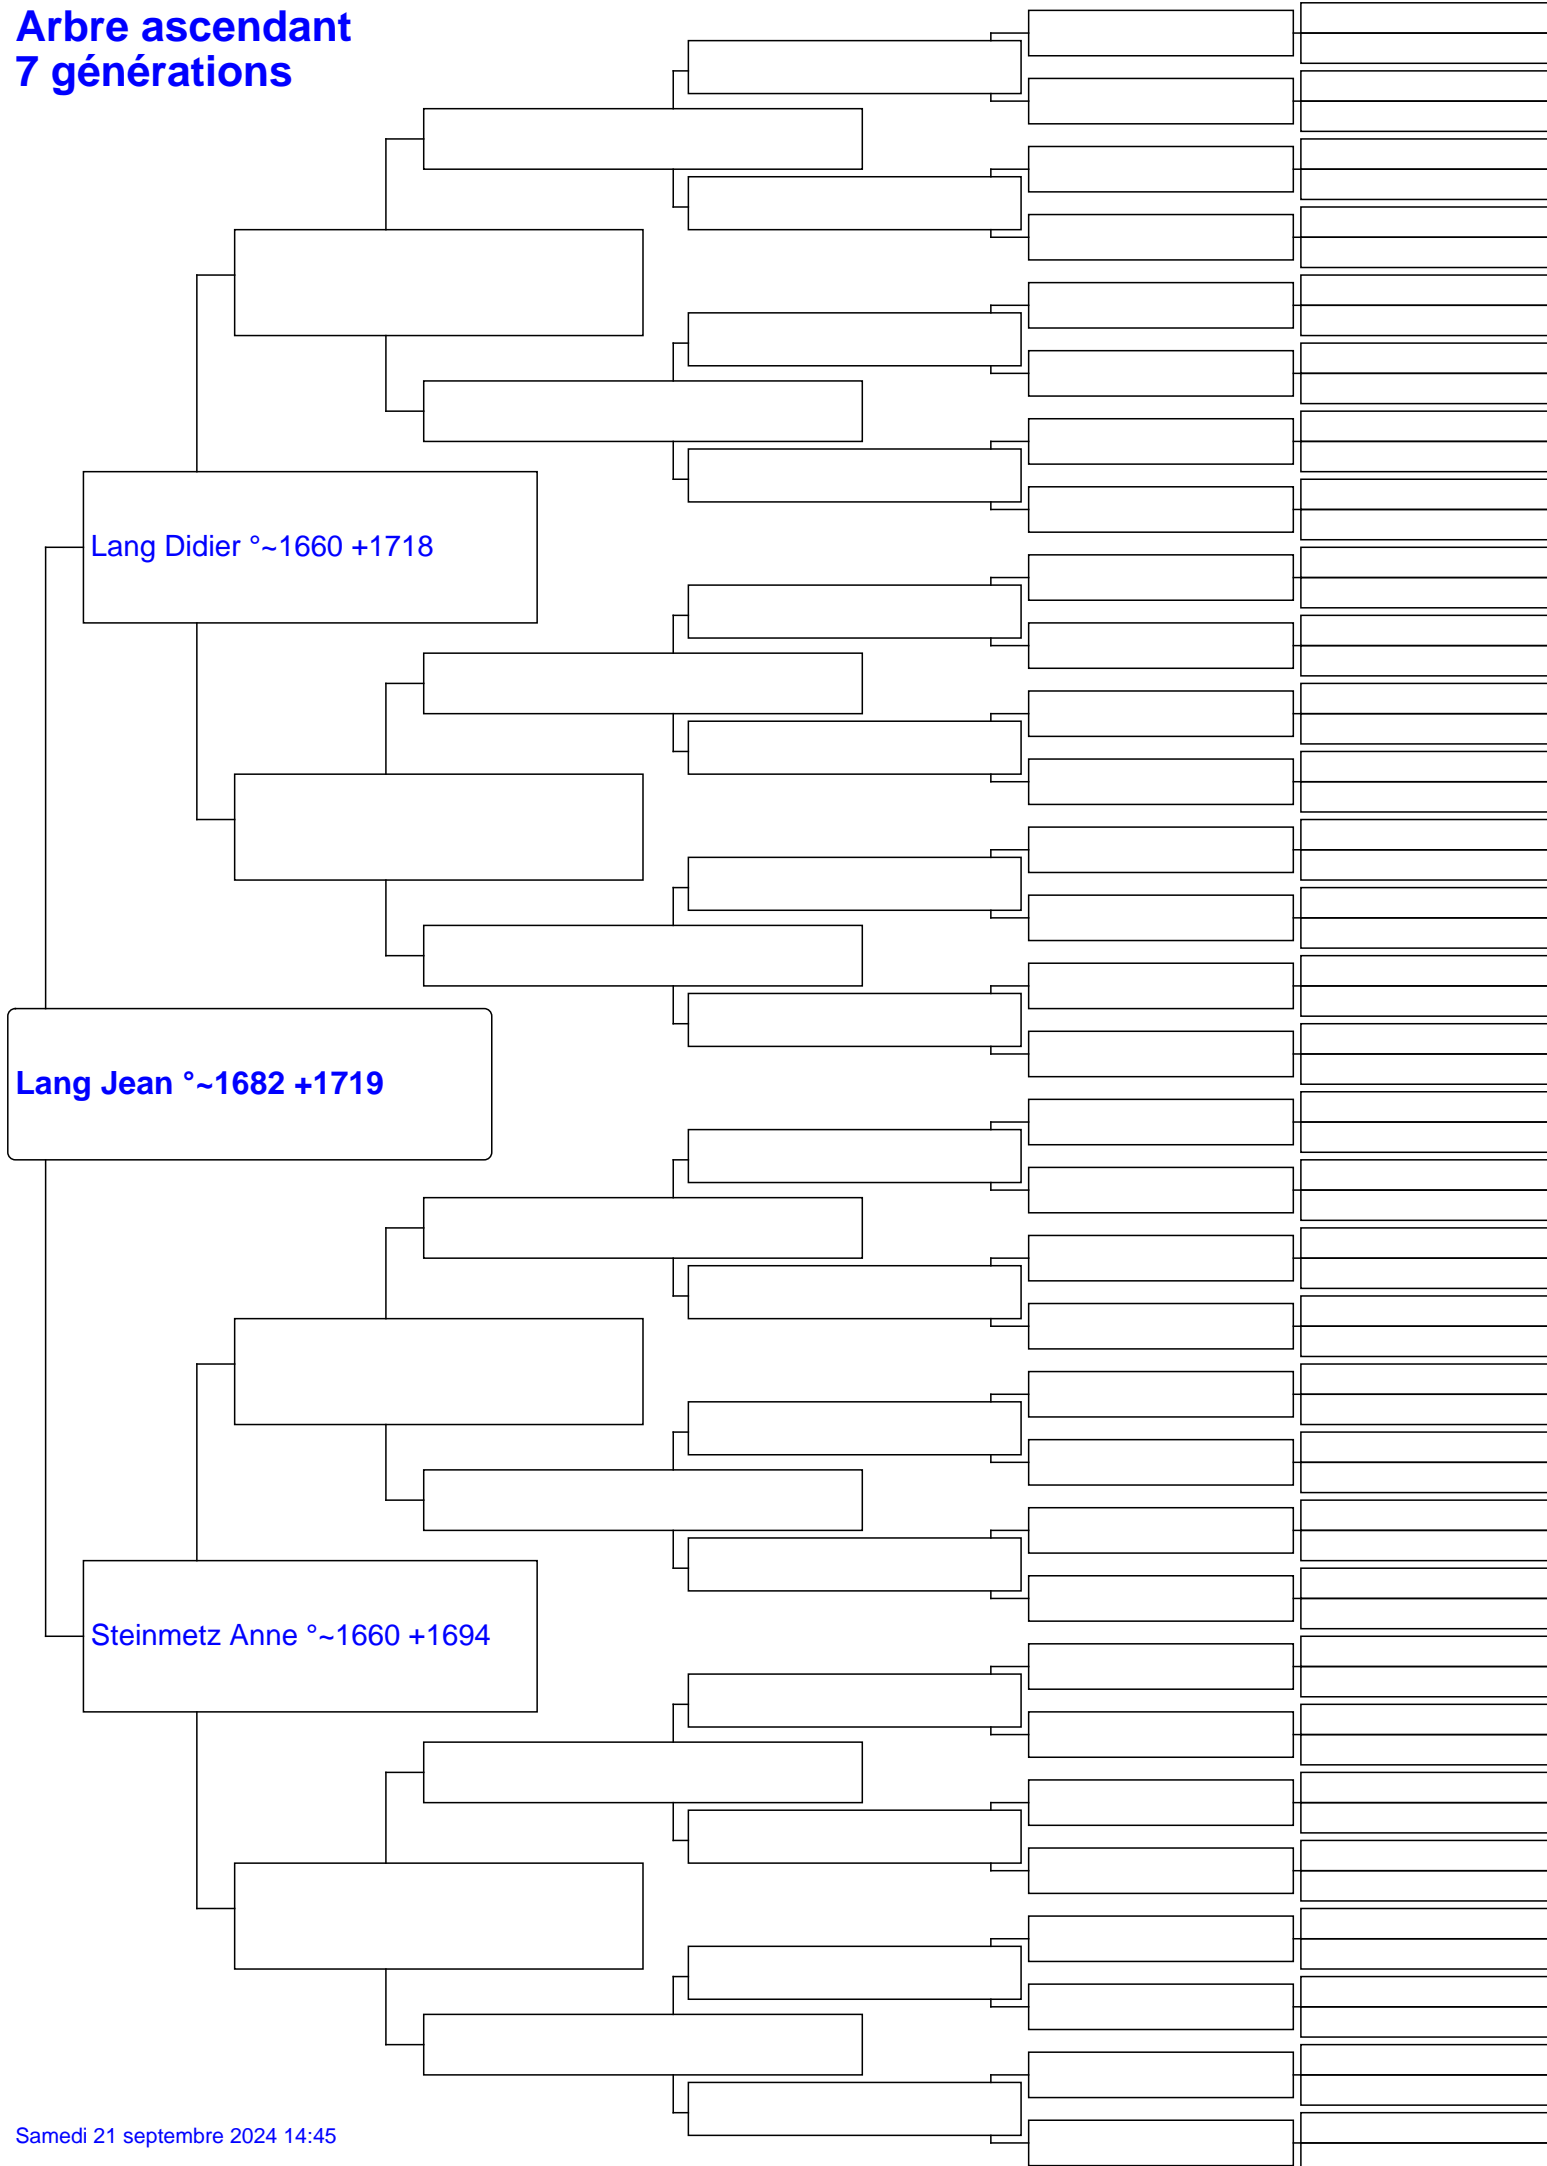 Arbre ascendant
7 générations
Lang Didier °~1660 +1718
Lang Jean °~1682 +1719
Steinmetz Anne °~1660 +1694
Samedi 21 septembre 2024 14:45